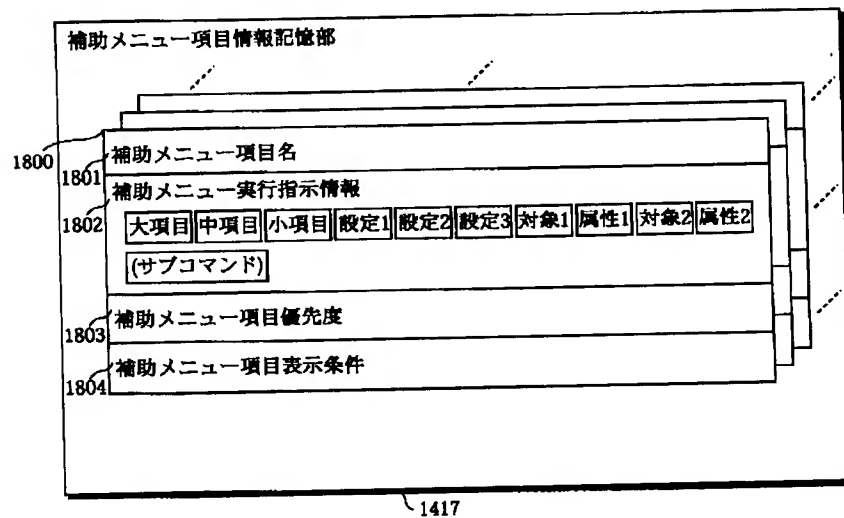 補助メニュー項目情報記憶部
1800
1801 補助メニュー項目名
1802 補助メニュー実行指示情報
大項目 中項目 小項目 設定1 設定2 設定3 対象1 属性1 対象2 属性2
(サブコマンド)
1803 補助メニュー項目優先度
1804 補助メニュー項目表示条件
1417